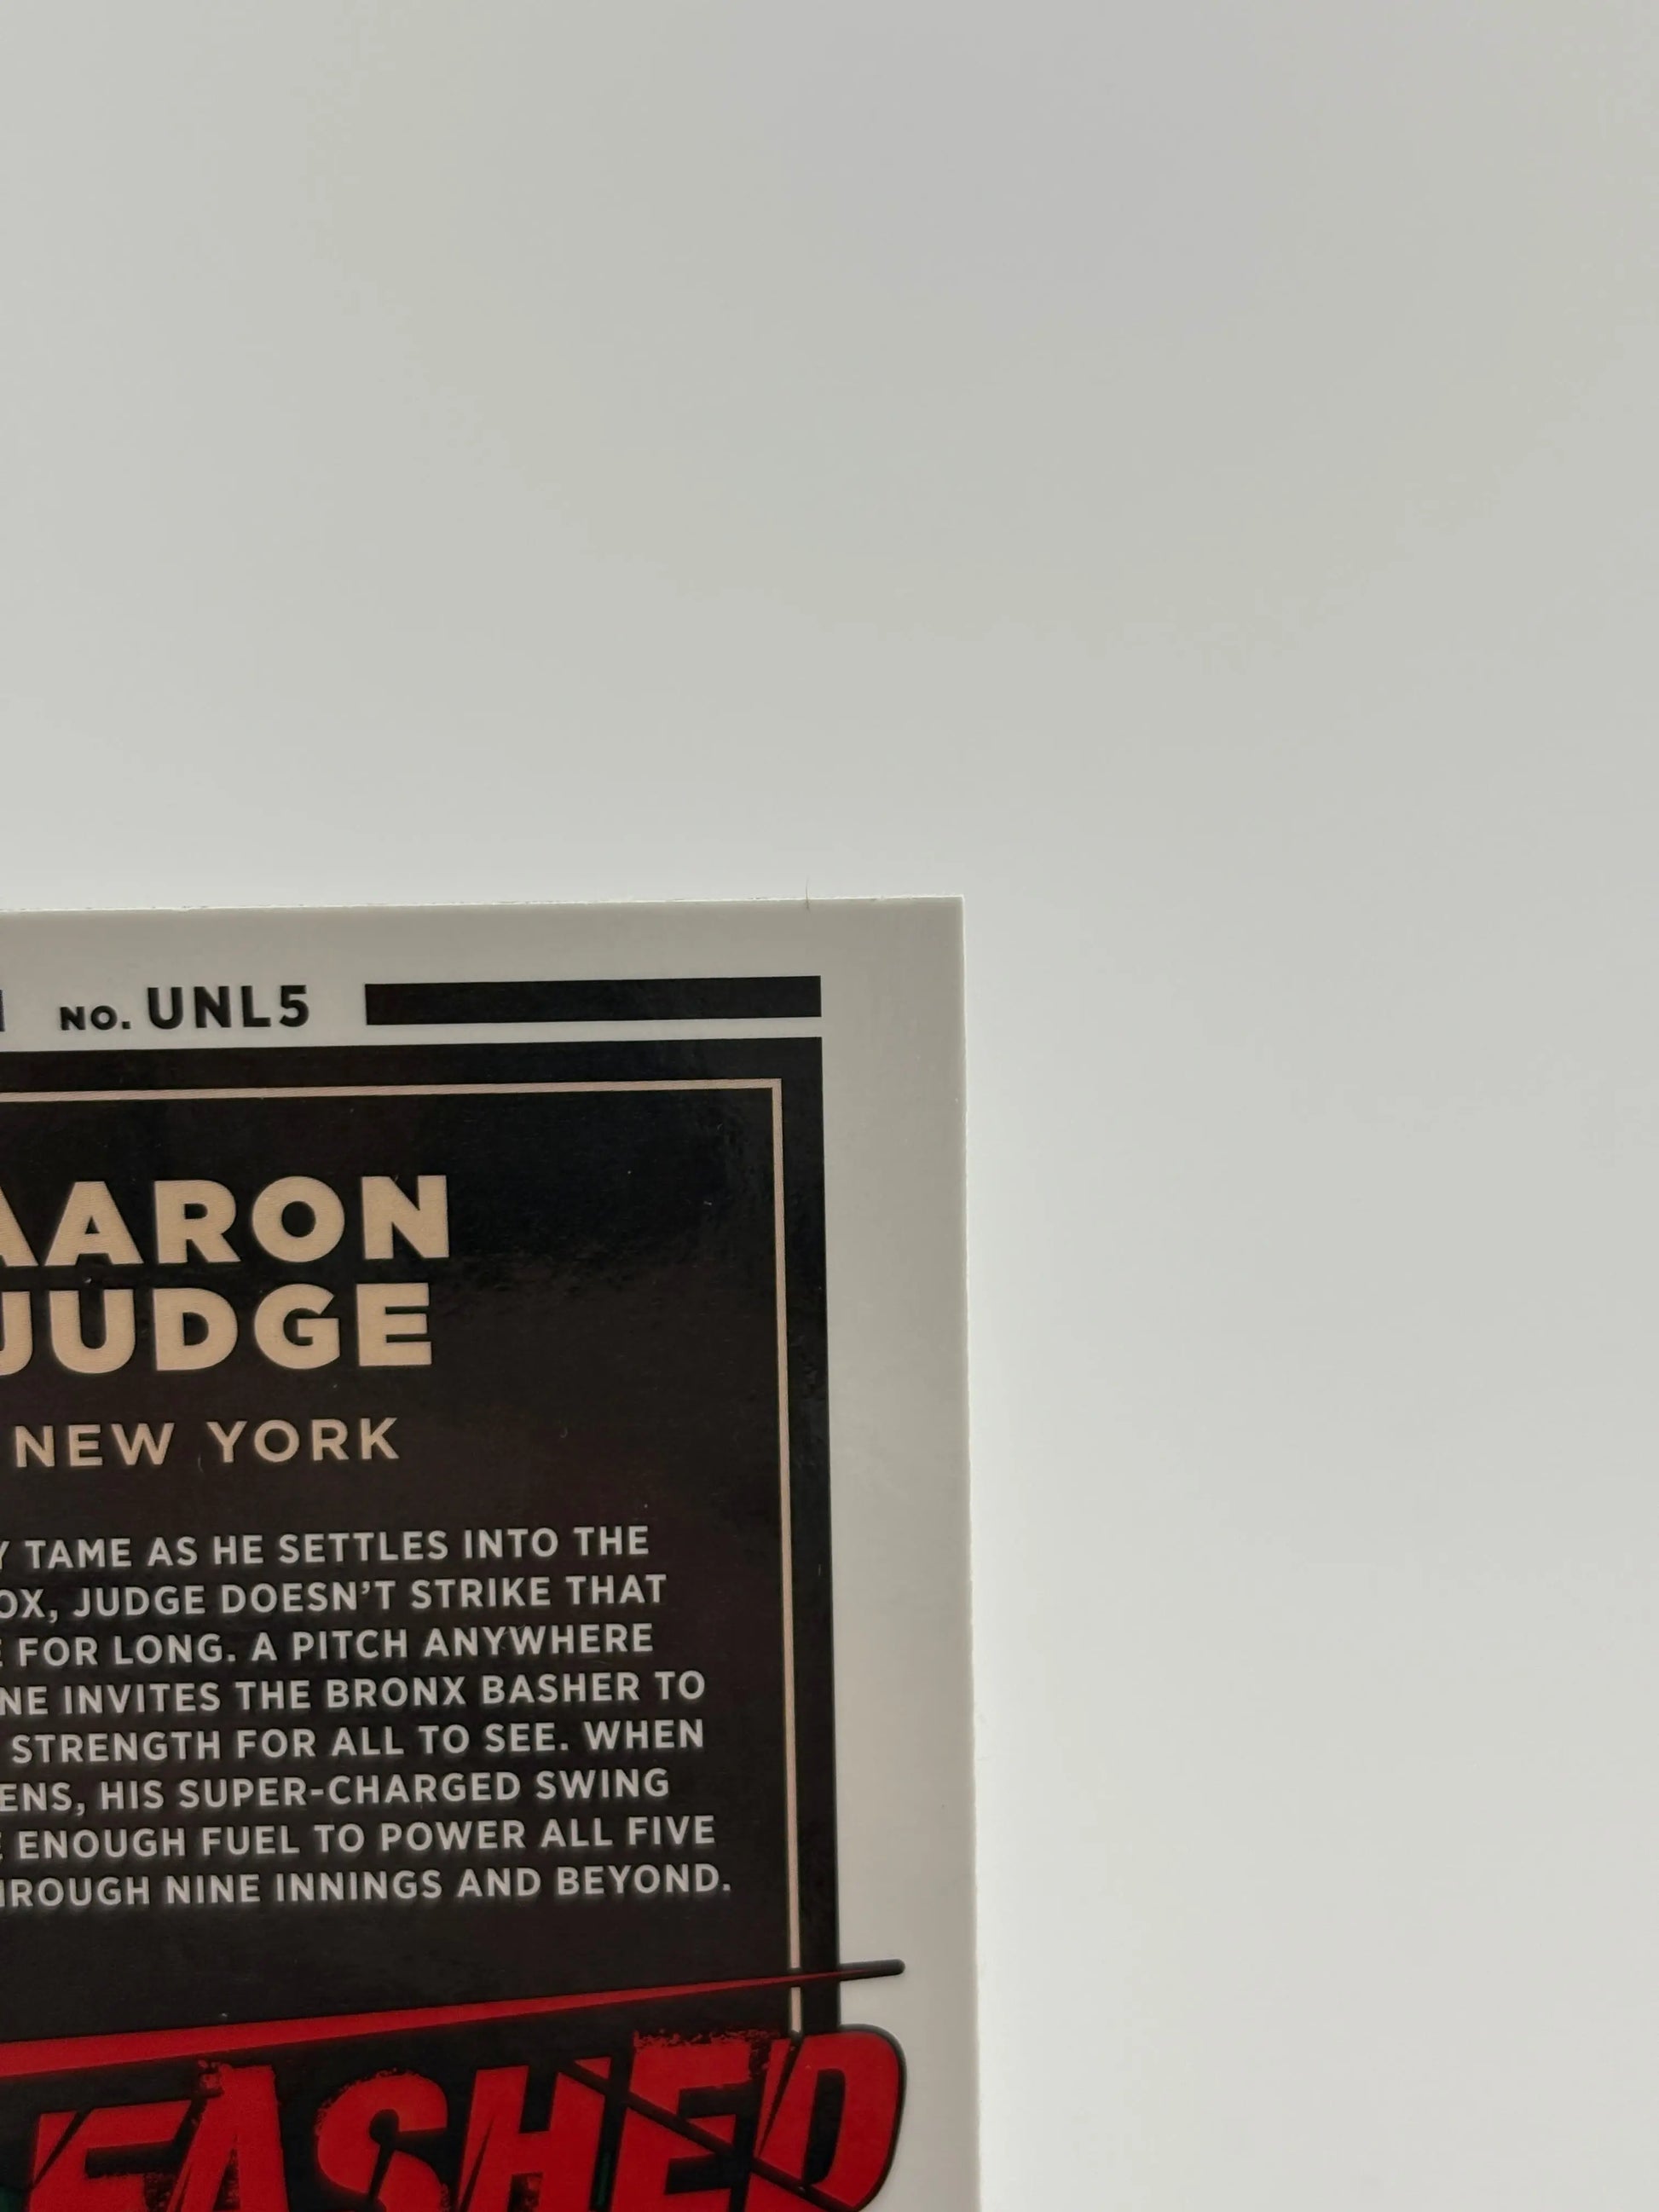 NO. UNL5
AARON
JUDGE
NEW YORK
TAME AS HE SETTLES INTO THE
OX, JUDGE DOESN'T STRIKE THAT
FOR LONG. A PITCH ANYWHERE
NE INVITES THE BRONX BASHER TO
STRENGTH FOR ALL TO SEE. WHEN
ENS, HIS SUPER-CHARGED SWING
ENOUGH FUEL TO POWER ALL FIVE
ROUGH NINE INNINGS AND BEYOND.
EASHED